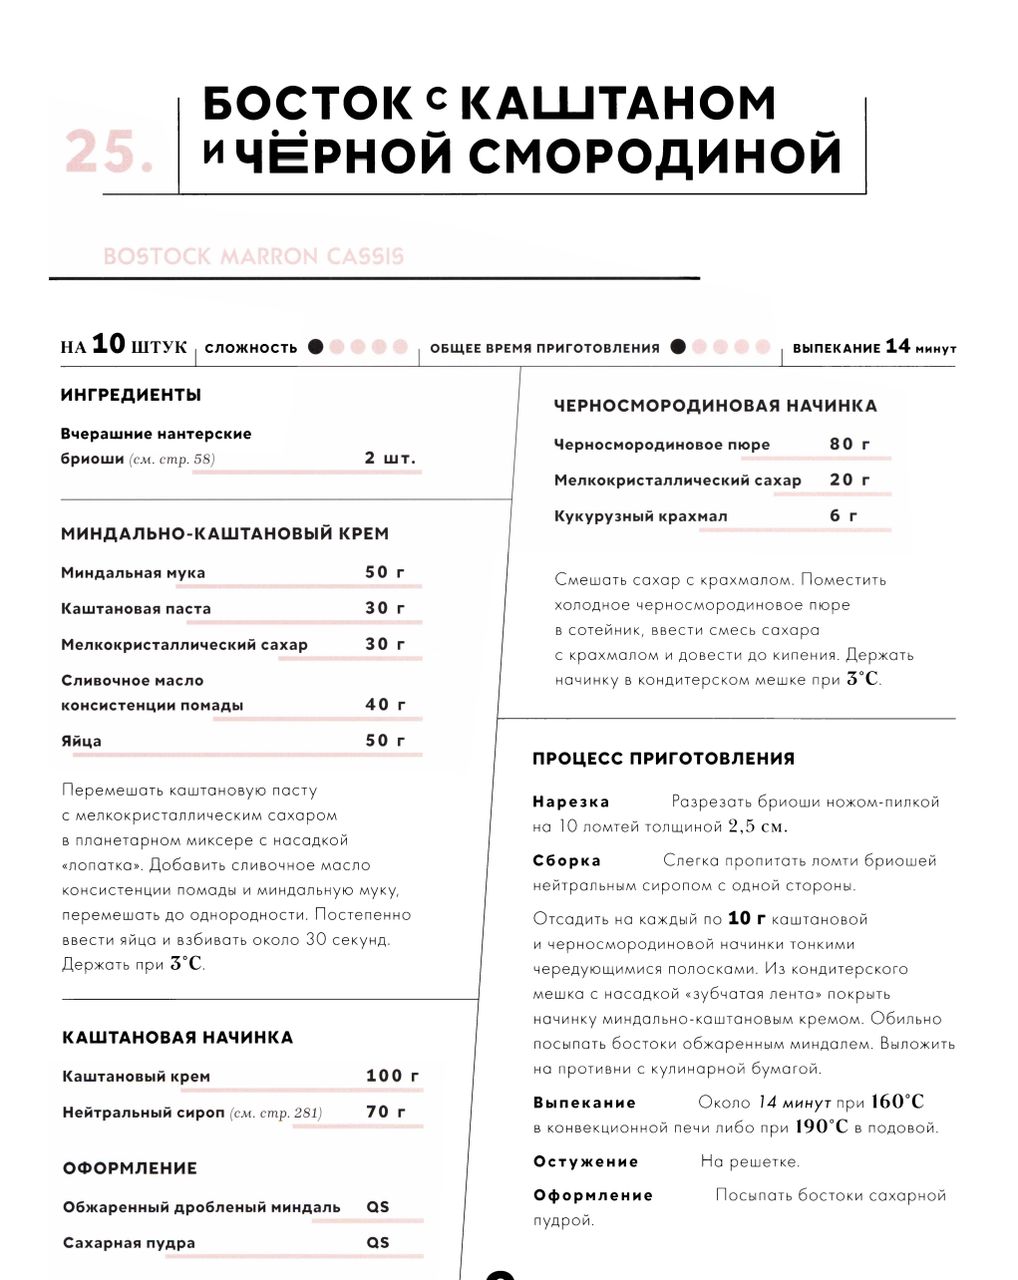 25.
БОСТОК с КАШТАНОМ
и ЧЁРНОЙ СМОРОДИНОЙ
BOSTOCK MARRON CASSIS
НА 10 ШТУК
СЛОЖНОСТЬ
ОБЩЕЕ ВРЕМЯ ПРИГОТОВЛЕНИЯ
ВЫПЕКАНИЕ 14 минут
ИНГРЕДИЕНТЫ
Вчерашние нантерские
бриоши (см. стр. 58) 2 шт.
МИНДАЛЬНО-КАШТАНОВЫЙ КРЕМ
Миндальная мука 50 г
Каштановая паста 30 г
Мелкокристаллический сахар 30 г
Сливочное масло
консистенции помады 40 г
Яйца 50 г
Перемешать каштановую пасту
с мелкокристаллическим сахаром
в планетарном миксере с насадкой
«лопатка». Добавить сливочное масло
консистенции помады и миндальную муку,
перемешать до однородности. Постепенно
ввести яйца и взбивать около 30 секунд.
Держать при 3°C.
КАШТАНОВАЯ НАЧИНКА
Каштановый крем 100 г
Нейтральный сироп (см. стр. 281) 70 г
ОФОРМЛЕНИЕ
Обжаренный дробленый миндаль QS
Сахарная пудра QS
ЧЕРНОСМОРОДИНОВАЯ НАЧИНКА
Черносмородиновое пюре 80 г
Мелкокристаллический сахар 20 г
Кукурузный крахмал 6 г
Смешать сахар с крахмалом. Поместить
холодное черносмородиновое пюре
в сотейник, ввести смесь сахара
с крахмалом и довести до кипения. Держать
начинку в кондитерском мешке при 3°C.
ПРОЦЕСС ПРИГОТОВЛЕНИЯ
Нарезка Разрезать бриоши ножом-пилкой
на 10 ломтей толщиной 2,5 см.
Сборка Слегка пропитать ломти бриошей
нейтральным сиропом с одной стороны.
Отсадить на каждый по 10 г каштановой
и черносмородиновой начинки тонкими
чередующимися полосками. Из кондитерского
мешка с насадкой «зубчатая лента» покрыть
начинку миндально-каштановым кремом. Обильно
посыпать бостоки обжаренным миндалем. Выложить
на противни с кулинарной бумагой.
Выпекание Около 14 минут при 160°C
в конвекционной печи либо при 190°C в подовой.
Остужение На решетке.
Оформление Посыпать бостоки сахарной
пудрой.